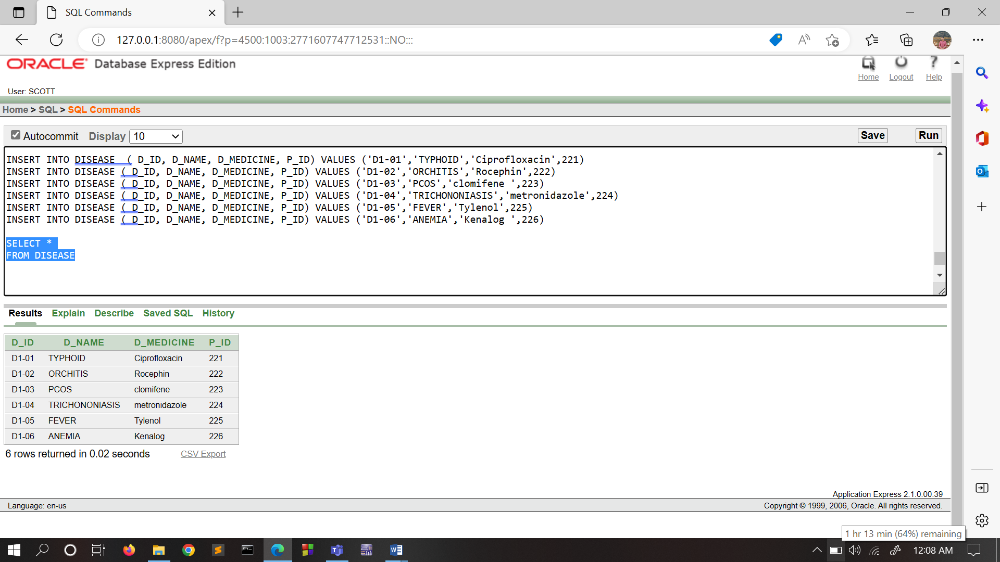 SQL Commands
127.0.0.1:8080/apex/f?p=4500:1003:2771607747712531::NO:::
ORACLE Database Express Edition
Home Logout Help
User: SCOTT
Home > SQL > SQL Commands
Autocommit Display 10 Save Run
INSERT INTO DISEASE  ( D_ID, D_NAME, D_MEDICINE, P_ID) VALUES ('D1-01','TYPHOID','Ciprofloxacin',221)
INSERT INTO DISEASE ( D_ID, D_NAME, D_MEDICINE, P_ID) VALUES ('D1-02','ORCHITIS','Rocephin',222)
INSERT INTO DISEASE ( D_ID, D_NAME, D_MEDICINE, P_ID) VALUES ('D1-03','PCOS','clomifene ',223)
INSERT INTO DISEASE ( D_ID, D_NAME, D_MEDICINE, P_ID) VALUES ('D1-04','TRICHONONIASIS','metronidazole',224)
INSERT INTO DISEASE ( D_ID, D_NAME, D_MEDICINE, P_ID) VALUES ('D1-05','FEVER','Tylenol',225)
INSERT INTO DISEASE ( D_ID, D_NAME, D_MEDICINE, P_ID) VALUES ('D1-06','ANEMIA','Kenalog ',226)
SELECT *
FROM DISEASE
Results Explain Describe Saved SQL History
D_ID D_NAME D_MEDICINE P_ID
D1-01 TYPHOID Ciprofloxacin 221
D1-02 ORCHITIS Rocephin 222
D1-03 PCOS clomifene 223
D1-04 TRICHONONIASIS metronidazole 224
D1-05 FEVER Tylenol 225
D1-06 ANEMIA Kenalog 226
6 rows returned in 0.02 seconds CSV Export
Application Express 2.1.0.00.39
Language: en-us Copyright © 1999, 2006, Oracle. All rights reserved.
1 hr 13 min (64%) remaining
12:08 AM